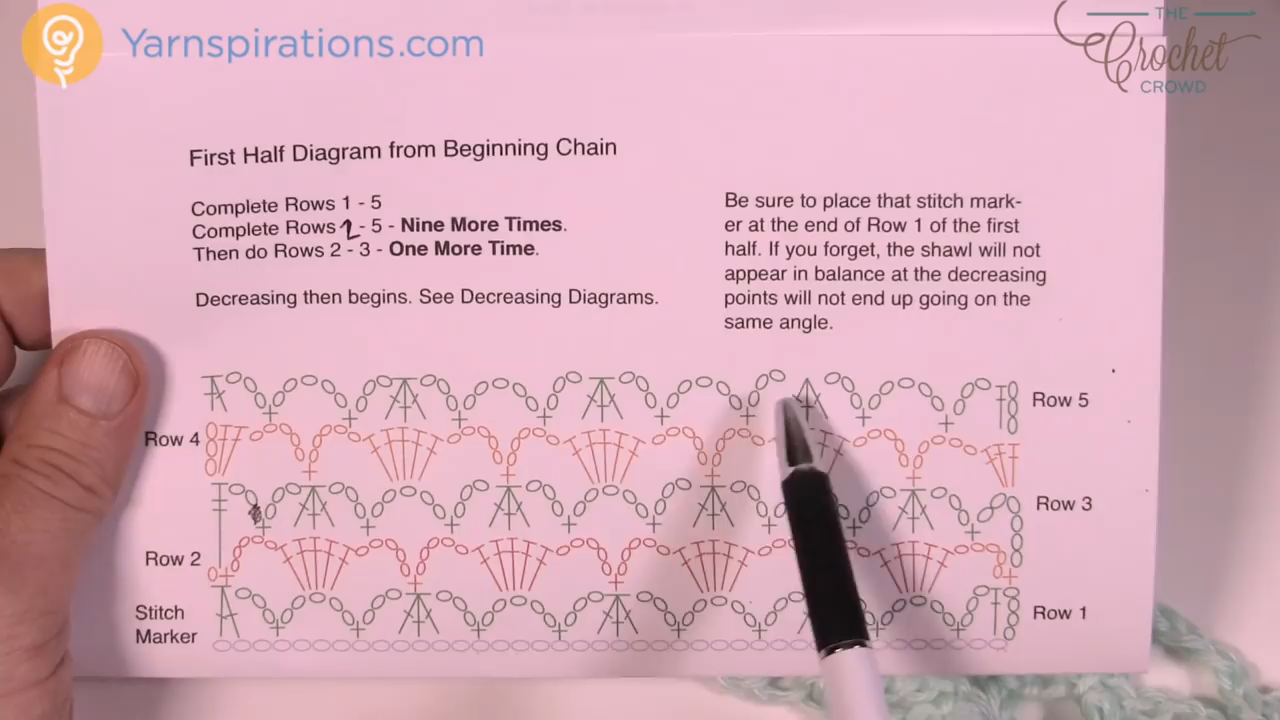 Yarnspirations.com
THE
Crochet
CROWD
First Half Diagram from Beginning Chain
Complete Rows 1 - 5
Complete Rows 2 - 5 - Nine More Times.
Then do Rows 2 - 3 - One More Time.
Decreasing then begins. See Decreasing Diagrams.
Be sure to place that stitch mark-
er at the end of Row 1 of the first
half. If you forget, the shawl will not
appear in balance at the decreasing
points will not end up going on the
same angle.
Row 5
Row 4
Row 3
Row 2
Stitch
Marker
Row 1